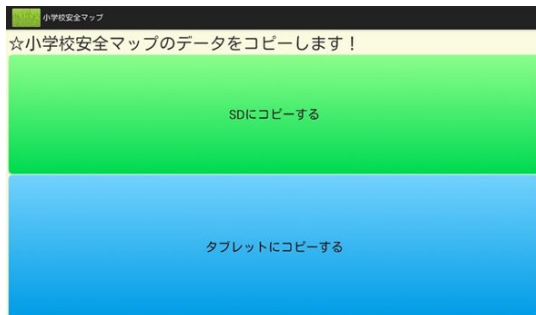 小学校安全マップ
☆小学校安全マップのデータをコピーします！
SDにコピーする
タブレットにコピーする